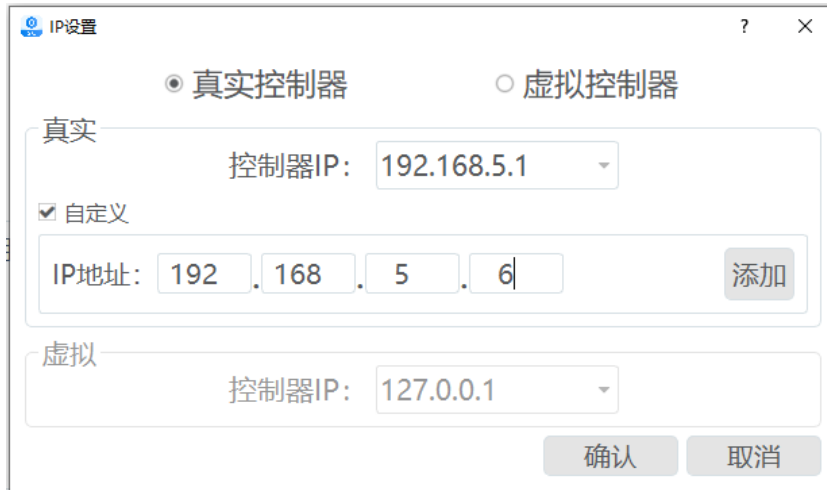 IP设置
?
真实控制器 虚拟控制器
真实
控制器IP: 192.168.5.1
自定义
IP地址: 192 . 168 . 5 . 6 添加
虚拟
控制器IP: 127.0.0.1
确认 取消